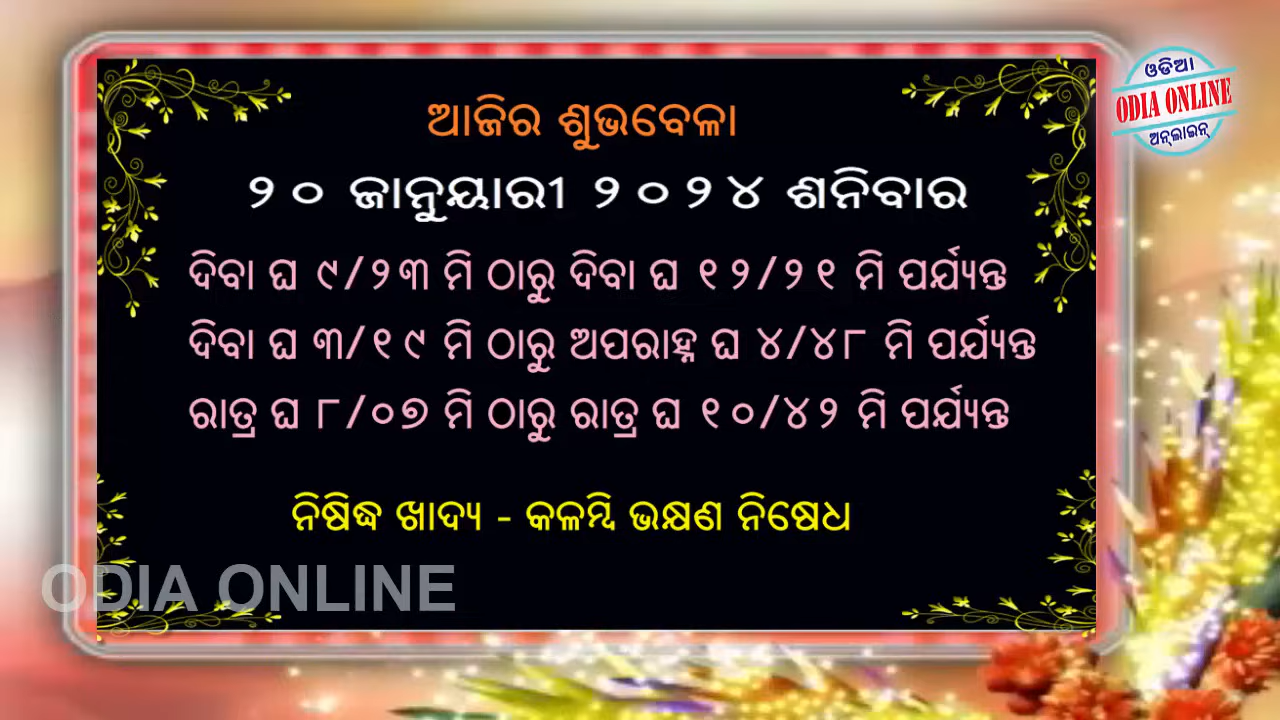 ଆଜିର ଶୁଭବେଳା
୨୦ ଜାନୁୟାରୀ ୨୦୨୪ ଶନିବାର
ଦିବା ଘ ୯/୨୩ ମି ଠାରୁ ଦିବା ଘ ୧୨/୨୧ ମି ପର୍ଯ୍ୟନ୍ତ
ଦିବା ଘ ୩/୧୯ ମି ଠାରୁ ଅପରାହ୍ନ ଘ ୪/୪୮ ମି ପର୍ଯ୍ୟନ୍ତ
ରାତ୍ର ଘ ୮/୦୭ ମି ଠାରୁ ରାତ୍ର ଘ ୧୦/୪୨ ମି ପର୍ଯ୍ୟନ୍ତ
ନିଷିଦ୍ଧ ଖାଦ୍ୟ - କଳମ୍ବି ଭକ୍ଷଣ ନିଷେଧ
ODIA ONLINE
ଓଡିଆ
ODIA ONLINE
ଅନ୍‌ଲାଇନ୍